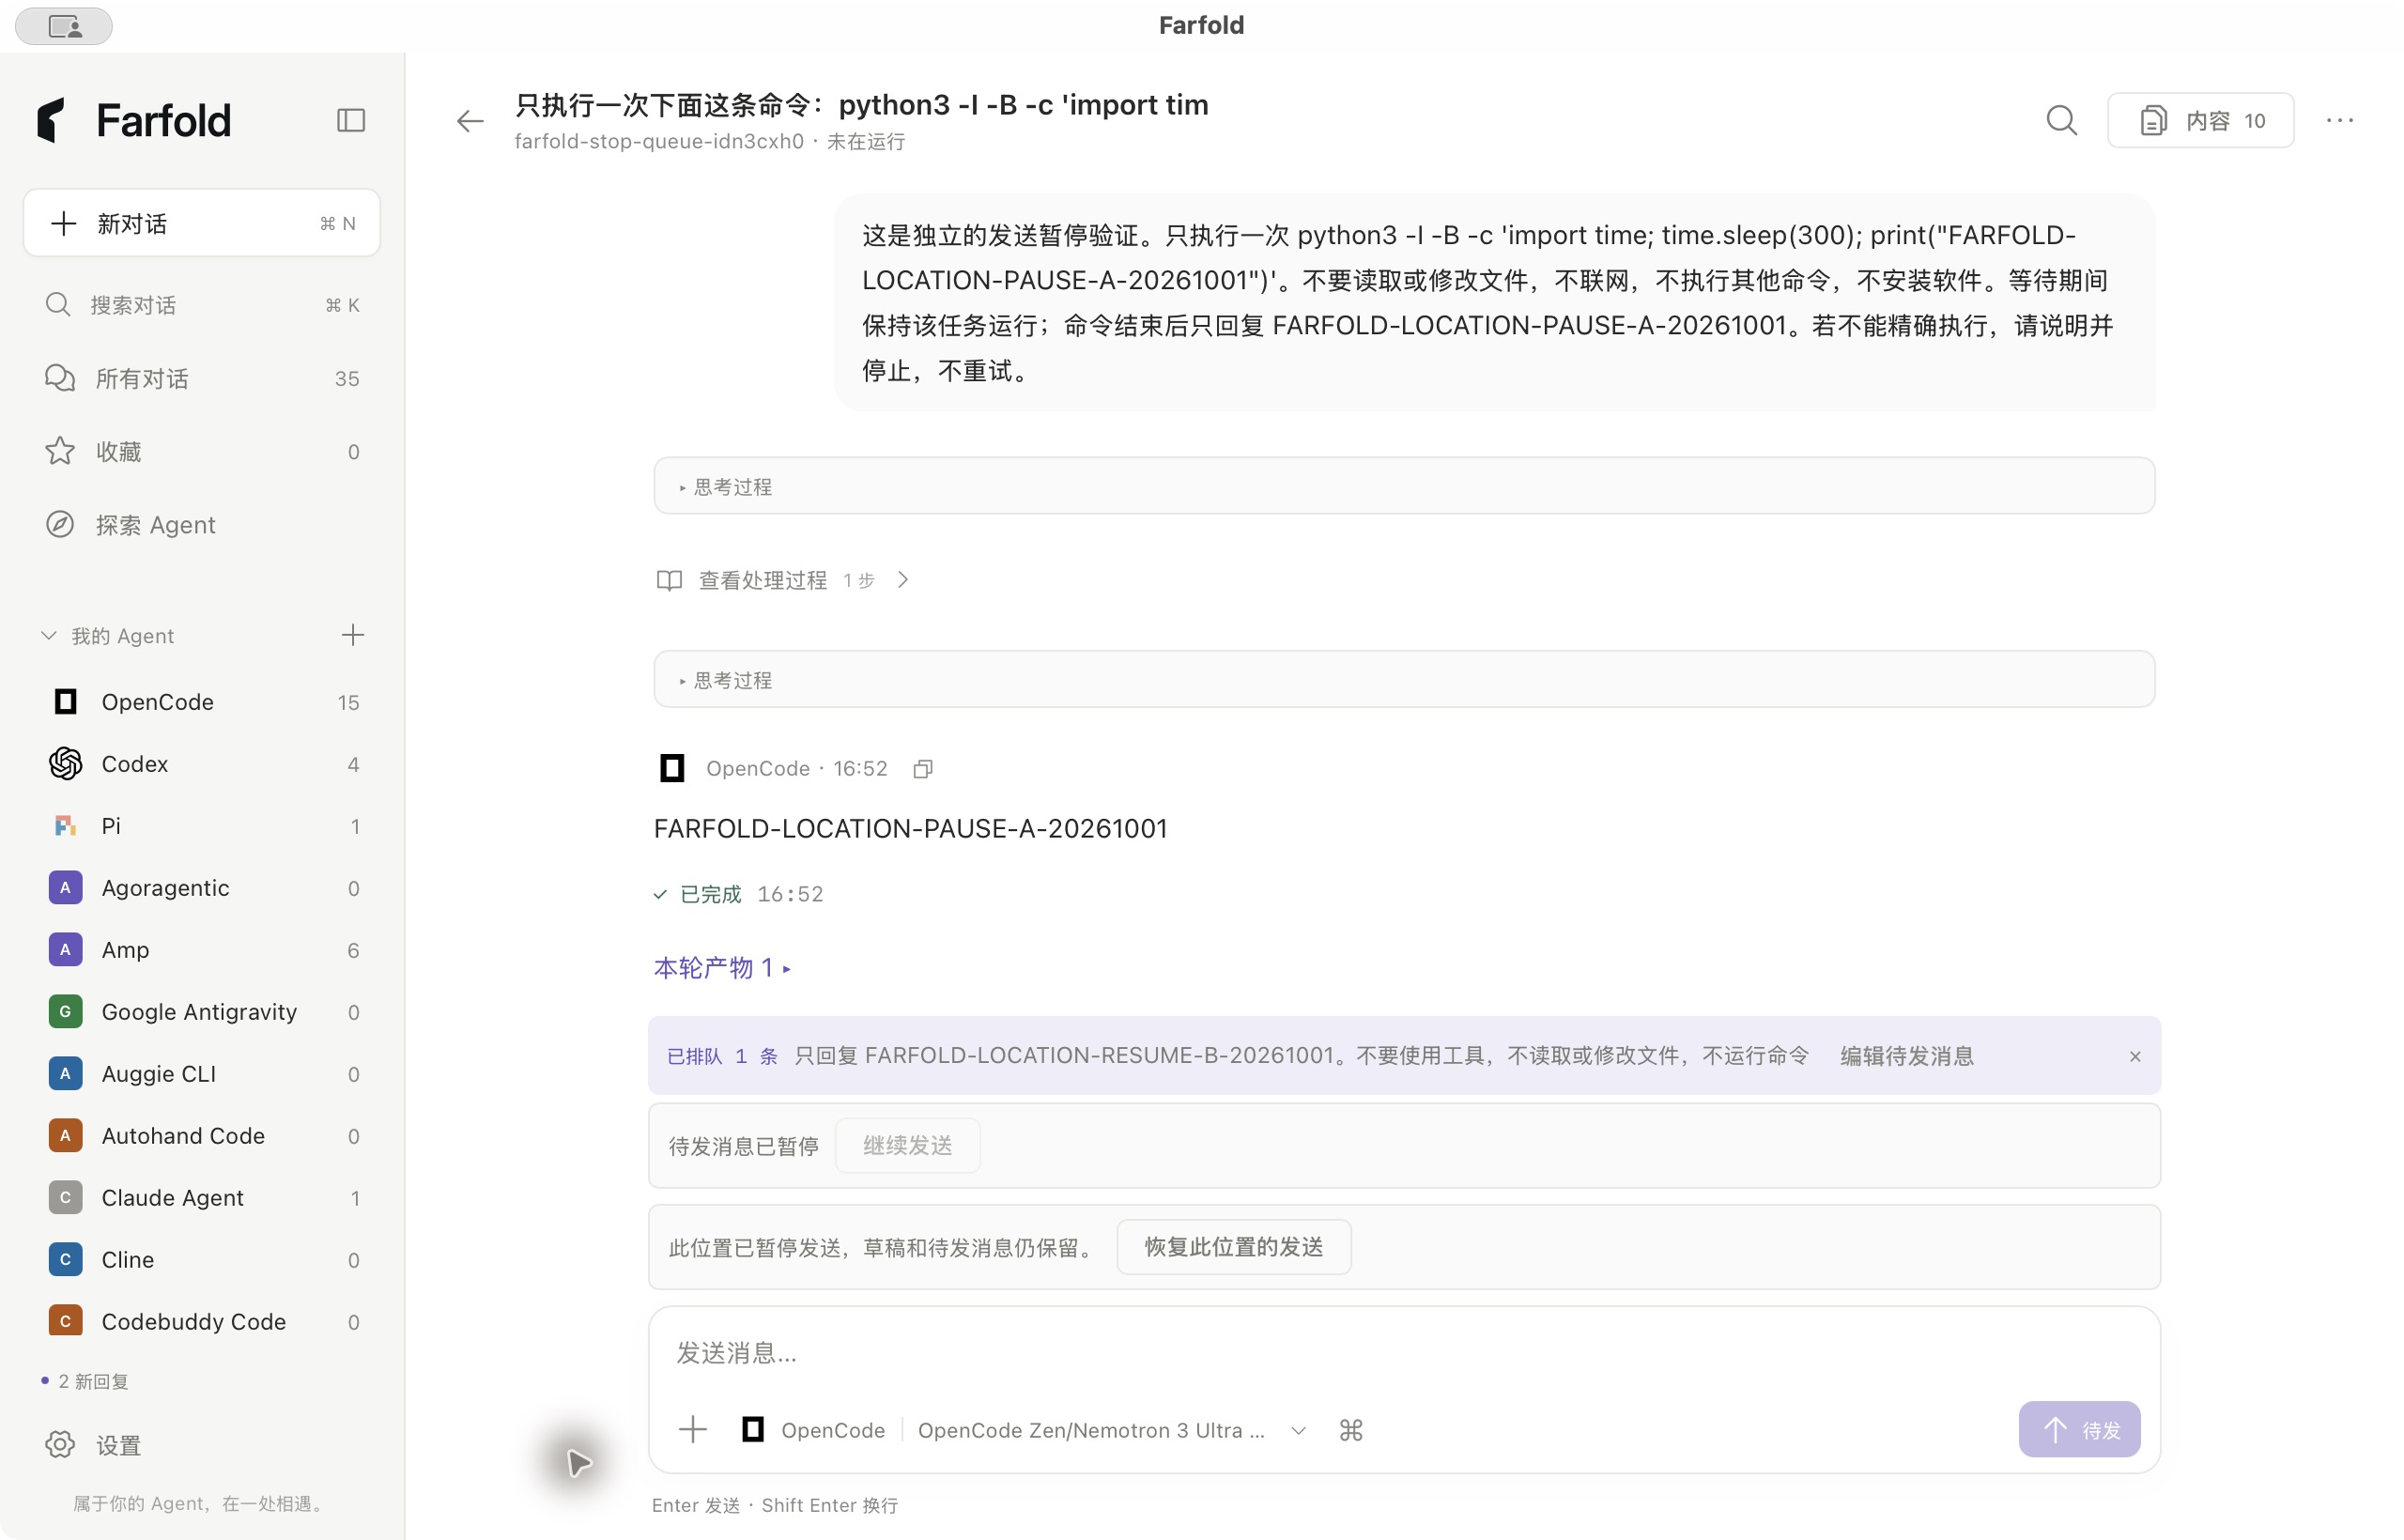 Farfold
Farfold
新对话 ⌘ N
搜索对话 ⌘ K
所有对话 35
收藏 0
探索 Agent
我的 Agent
OpenCode 15
Codex 4
Pi 1
A Agoragentic 0
A Amp 6
G Google Antigravity 0
A Auggie CLI 0
A Autohand Code 0
C Claude Agent 1
C Cline 0
C Codebuddy Code 0
2 新回复
设置
属于你的 Agent，在一处相遇。
只执行一次下面这条命令：python3 -I -B -c 'import tim
farfold-stop-queue-idn3cxh0 · 未在运行
内容 10
这是独立的发送暂停验证。只执行一次 python3 -I -B -c 'import time; time.sleep(300); print("FARFOLD-
LOCATION-PAUSE-A-20261001")'。不要读取或修改文件，不联网，不执行其他命令，不安装软件。等待期间
保持该任务运行；命令结束后只回复 FARFOLD-LOCATION-PAUSE-A-20261001。若不能精确执行，请说明并
停止，不重试。
思考过程
查看处理过程 1 步
思考过程
OpenCode · 16:52
FARFOLD-LOCATION-PAUSE-A-20261001
已完成 16:52
本轮产物 1
已排队 1 条 只回复 FARFOLD-LOCATION-RESUME-B-20261001。不要使用工具，不读取或修改文件，不运行命令 编辑待发消息 ×
待发消息已暂停 继续发送
此位置已暂停发送，草稿和待发消息仍保留。 恢复此位置的发送
发送消息...
OpenCode OpenCode Zen/Nemotron 3 Ultra ... ⌘ 待发
Enter 发送 · Shift Enter 换行